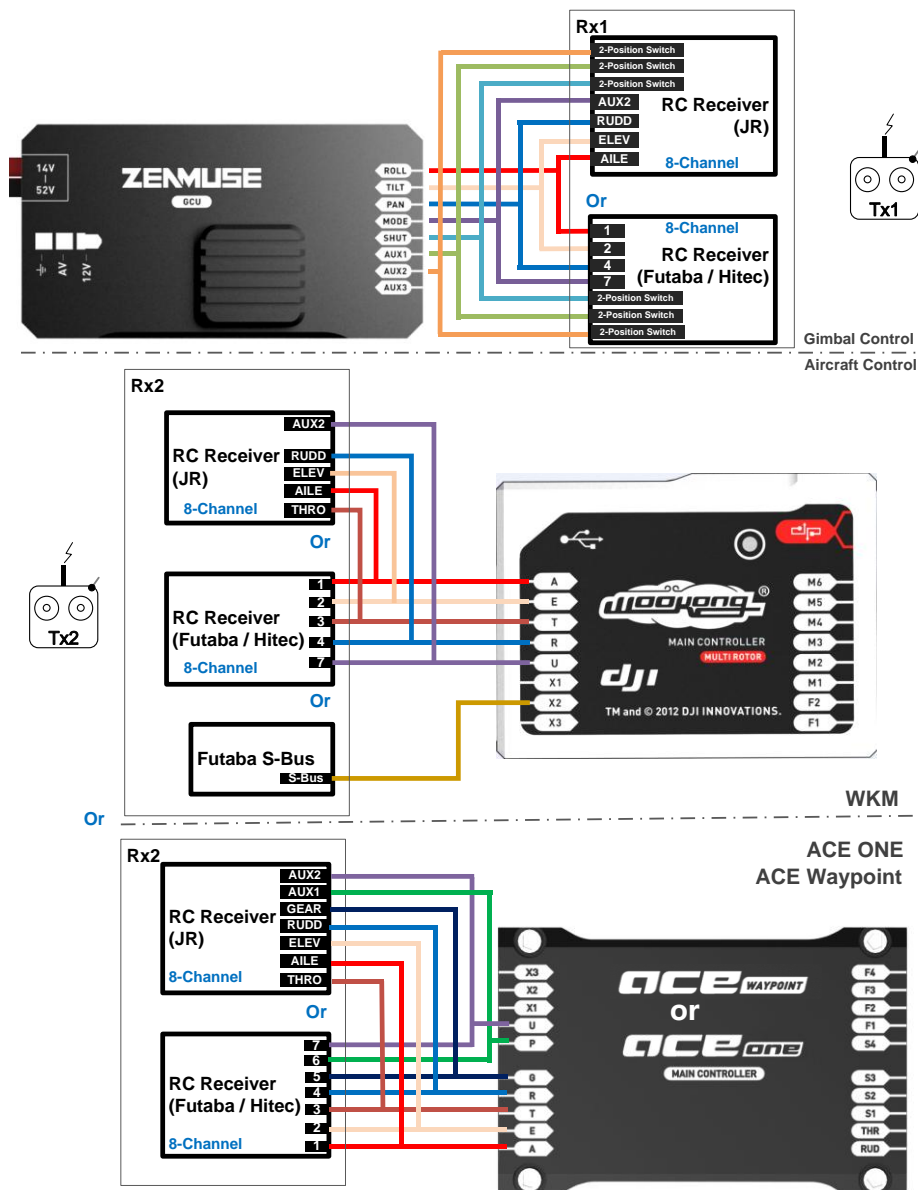 Rx1
2-Position Switch
2-Position Switch
2-Position Switch
AUX2
RUDD
ELEV
AILE
RC Receiver
(JR)
8-Channel
14V
52V
ZENMUSE
GCU
AV
12V
ROLL
TILT
PAN
MODE
SHUT
AUX1
AUX2
AUX3
Or
8-Channel
1
2
4
7
RC Receiver
(Futaba / Hitec)
2-Position Switch
2-Position Switch
2-Position Switch
Tx1
Gimbal Control
Aircraft Control
Rx2
AUX2
RUDD
ELEV
AILE
THRO
RC Receiver
(JR)
8-Channel
Or
Tx2
1
2
3
4
7
RC Receiver
(Futaba / Hitec)
8-Channel
Or
Futaba S-Bus
S-Bus
A
E
T
R
U
X1
X2
X3
WooKong ®
MAIN CONTROLLER
MULTI ROTOR
dji
TM and © 2012 DJI INNOVATIONS.
M6
M5
M4
M3
M2
M1
F2
F1
WKM
Or
ACE ONE
ACE Waypoint
Rx2
AUX2
AUX1
GEAR
RUDD
ELEV
AILE
THRO
RC Receiver
(JR)
8-Channel
Or
7
6
5
4
3
2
1
RC Receiver
(Futaba / Hitec)
8-Channel
X3
X2
X1
U
P
G
R
T
E
A
ace WAYPOINT
or
ace one
MAIN CONTROLLER
F4
F3
F2
F1
S4
S3
S2
S1
THR
RUD